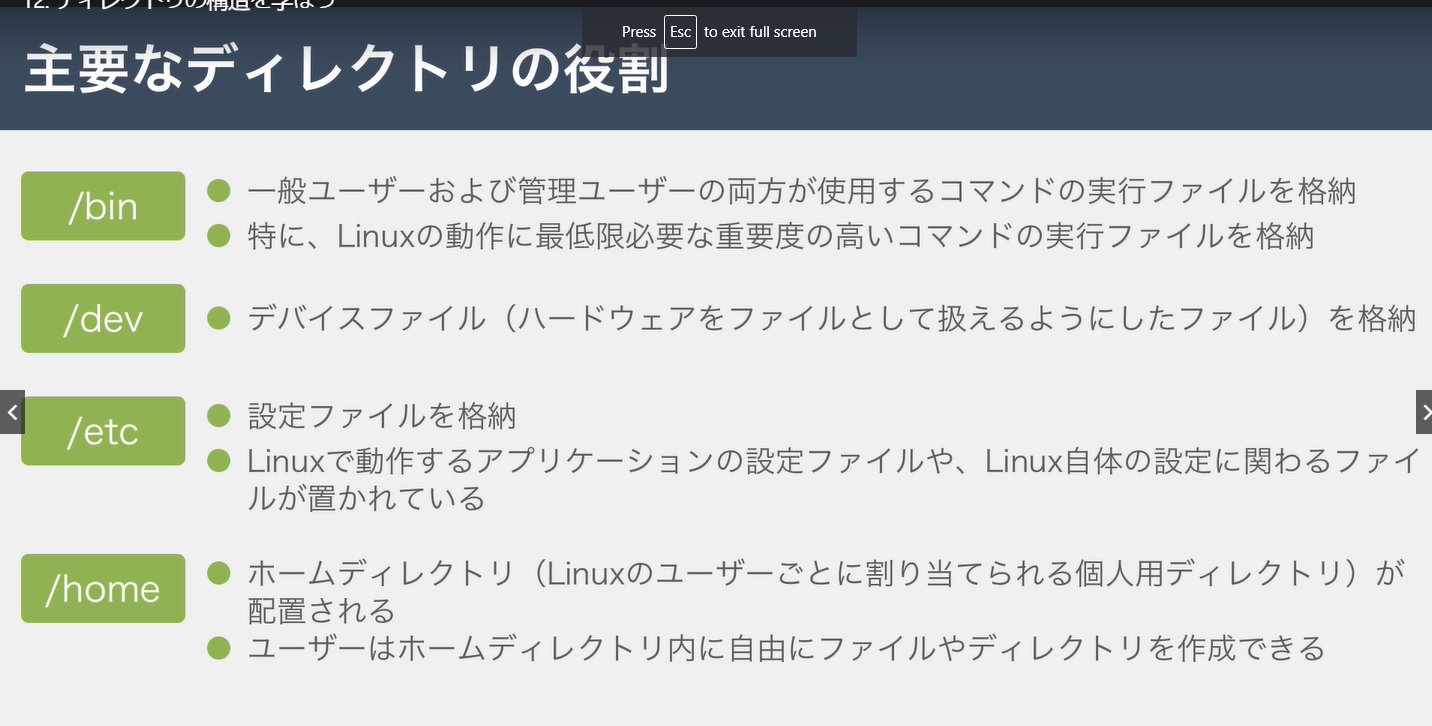 12. ディレクトリの構造を学ぼう
Press Esc to exit full screen
主要なディレクトリの役割
/bin
一般ユーザーおよび管理ユーザーの両方が使用するコマンドの実行ファイルを格納
特に、Linuxの動作に最低限必要な重要度の高いコマンドの実行ファイルを格納
/dev
デバイスファイル（ハードウェアをファイルとして扱えるようにしたファイル）を格納
/etc
設定ファイルを格納
Linuxで動作するアプリケーションの設定ファイルや、Linux自体の設定に関わるファイ
ルが置かれている
/home
ホームディレクトリ（Linuxのユーザーごとに割り当てられる個人用ディレクトリ）が
配置される
ユーザーはホームディレクトリ内に自由にファイルやディレクトリを作成できる